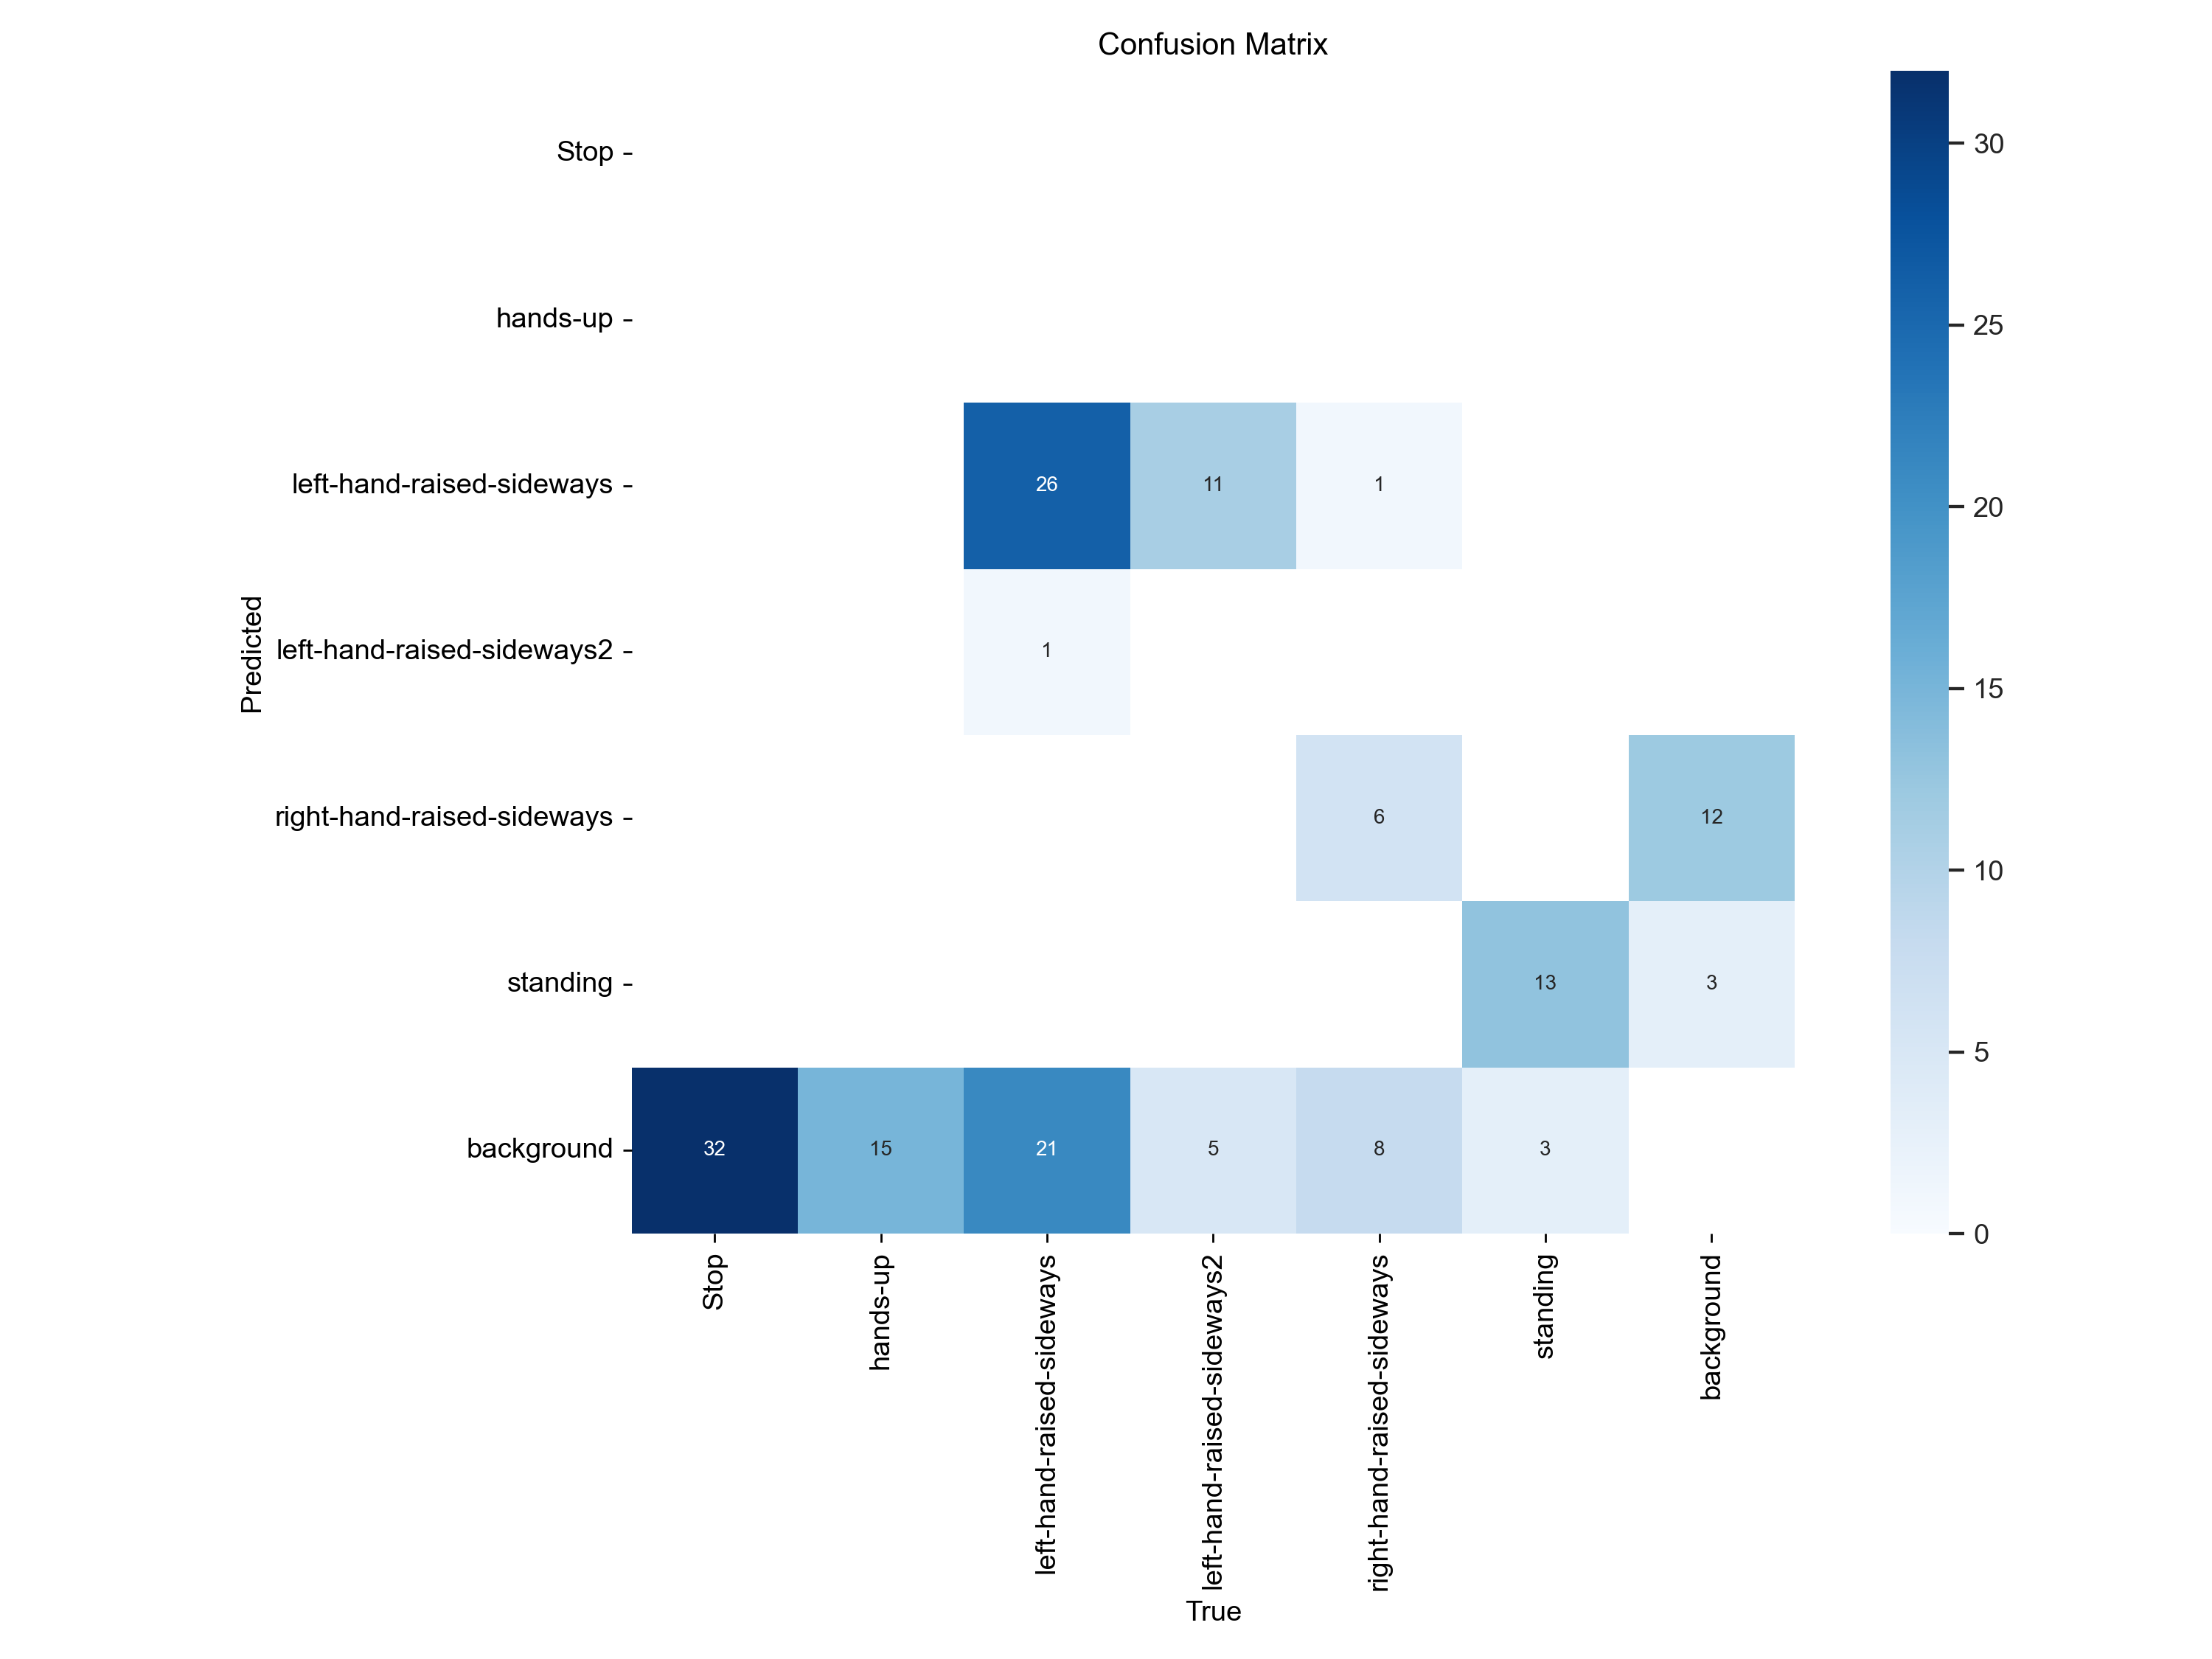 Confusion Matrix
Stop
hands-up
left-hand-raised-sideways
left-hand-raised-sideways2
right-hand-raised-sideways
standing
background
Predicted
26 11 1
1
6 12
13 3
32 15 21 5 8 3
Stop
hands-up
left-hand-raised-sideways
left-hand-raised-sideways2
right-hand-raised-sideways
standing
background
True
30
25
20
15
10
5
0